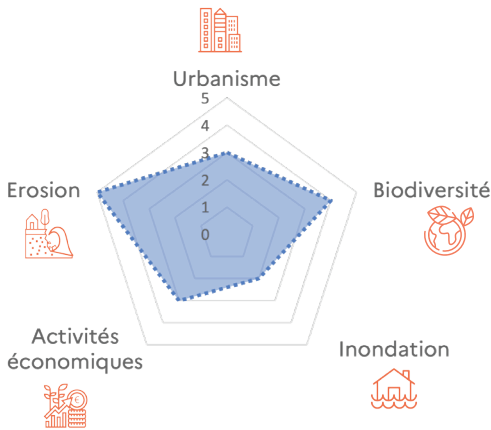 Urbanisme
5
4
3
2
1
0
Erosion
Biodiversité
Activités
économiques
Inondation
€